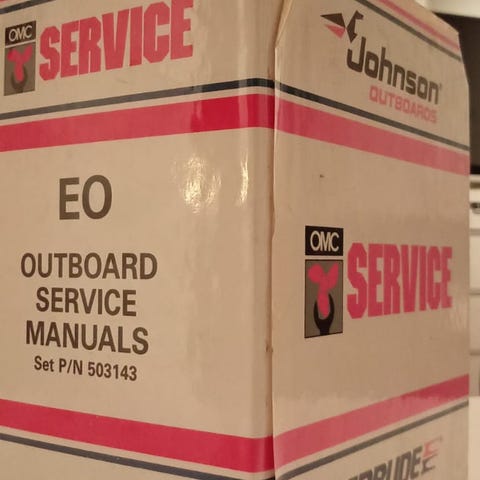 OMC SERVICE
EO
OUTBOARD
SERVICE
MANUALS
Set P/N 503143
Johnson
OUTBOARDS
OMC SERVICE